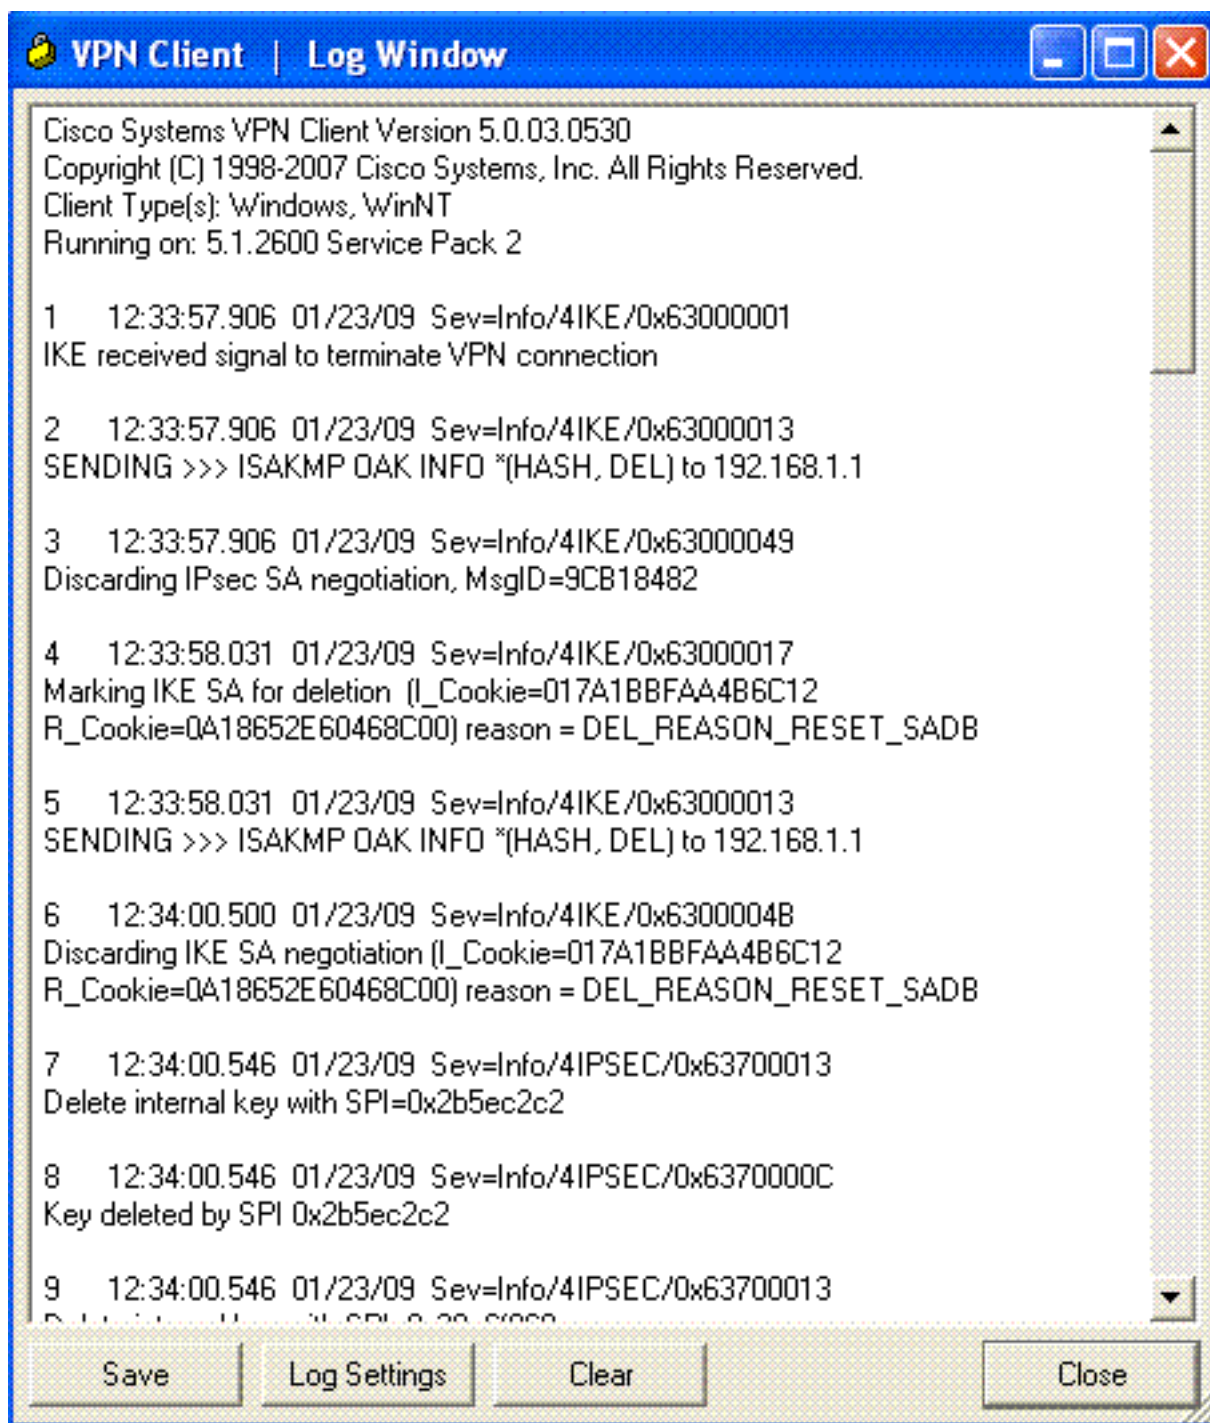 VPN Client | Log Window
Cisco Systems VPN Client Version 5.0.03.0530
Copyright (C) 1998-2007 Cisco Systems, Inc. All Rights Reserved.
Client Type(s): Windows, WinNT
Running on: 5.1.2600 Service Pack 2
1 12:33:57.906 01/23/09 Sev=Info/4IKE/0x63000001
IKE received signal to terminate VPN connection
2 12:33:57.906 01/23/09 Sev=Info/4IKE/0x63000013
SENDING >>> ISAKMP OAK INFO *(HASH, DEL) to 192.168.1.1
3 12:33:57.906 01/23/09 Sev=Info/4IKE/0x63000049
Discarding IPsec SA negotiation, MsgID=9CB18482
4 12:33:58.031 01/23/09 Sev=Info/4IKE/0x63000017
Marking IKE SA for deletion (I_Cookie=017A1BBFAA4B6C12
R_Cookie=0A18652E60468C00) reason = DEL_REASON_RESET_SADB
5 12:33:58.031 01/23/09 Sev=Info/4IKE/0x63000013
SENDING >>> ISAKMP OAK INFO *(HASH, DEL) to 192.168.1.1
6 12:34:00.500 01/23/09 Sev=Info/4IKE/0x6300004B
Discarding IKE SA negotiation (I_Cookie=017A1BBFAA4B6C12
R_Cookie=0A18652E60468C00) reason = DEL_REASON_RESET_SADB
7 12:34:00.546 01/23/09 Sev=Info/4IPSEC/0x63700013
Delete internal key with SPI=0x2b5ec2c2
8 12:34:00.546 01/23/09 Sev=Info/4IPSEC/0x6370000C
Key deleted by SPI 0x2b5ec2c2
9 12:34:00.546 01/23/09 Sev=Info/4IPSEC/0x63700013
Save Log Settings Clear Close